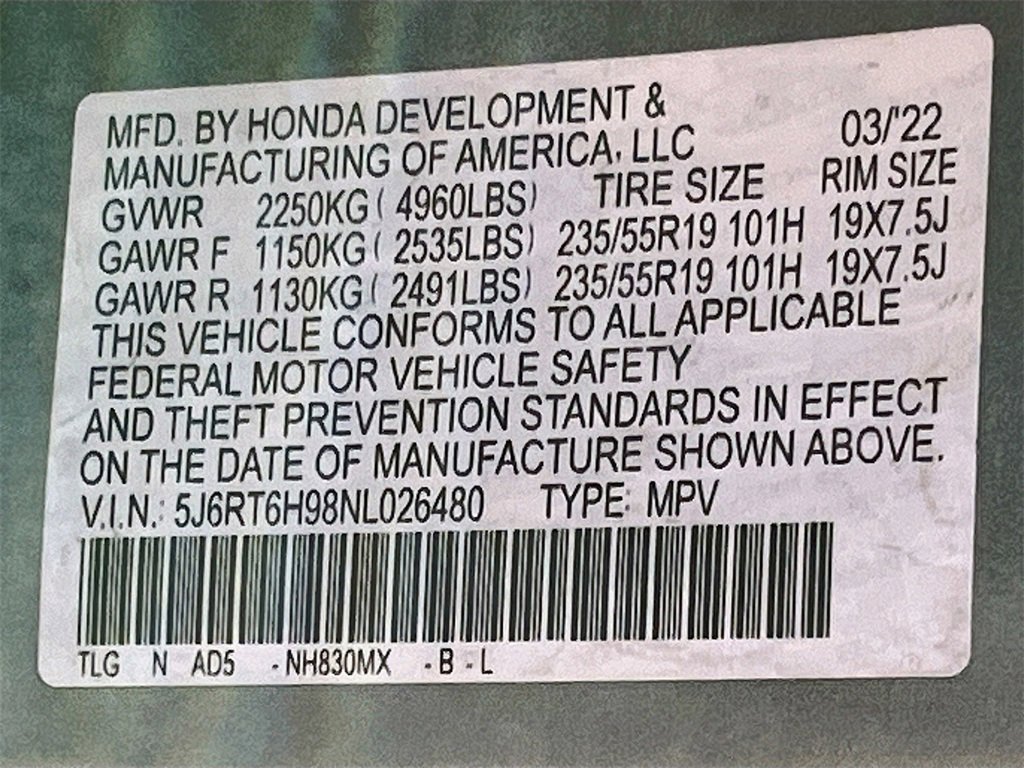 MFD. BY HONDA DEVELOPMENT &
MANUFACTURING OF AMERICA, LLC 03/'22
GVWR 2250KG ( 4960LBS) TIRE SIZE RIM SIZE
GAWR F 1150KG ( 2535LBS) 235/55R19 101H 19X7.5J
GAWR R 1130KG ( 2491LBS) 235/55R19 101H 19X7.5J
THIS VEHICLE CONFORMS TO ALL APPLICABLE
FEDERAL MOTOR VEHICLE SAFETY
AND THEFT PREVENTION STANDARDS IN EFFECT
ON THE DATE OF MANUFACTURE SHOWN ABOVE.
V.I.N.: 5J6RT6H98NL026480 TYPE: MPV
TLG N AD5 -NH830MX -B-L